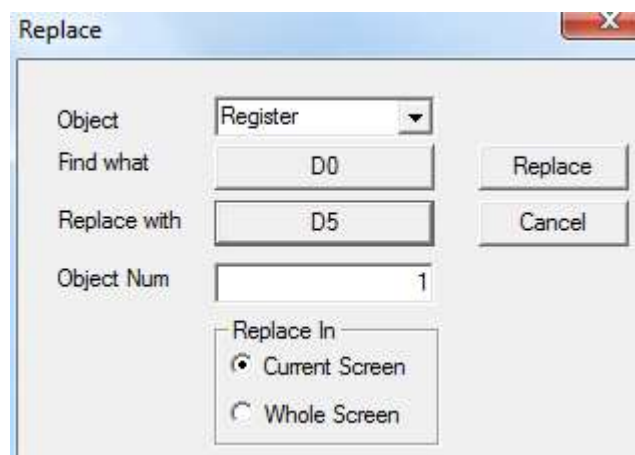 Replace
Object Register
Find what D0 Replace
Replace with D5 Cancel
Object Num 1
Replace In
Current Screen
Whole Screen